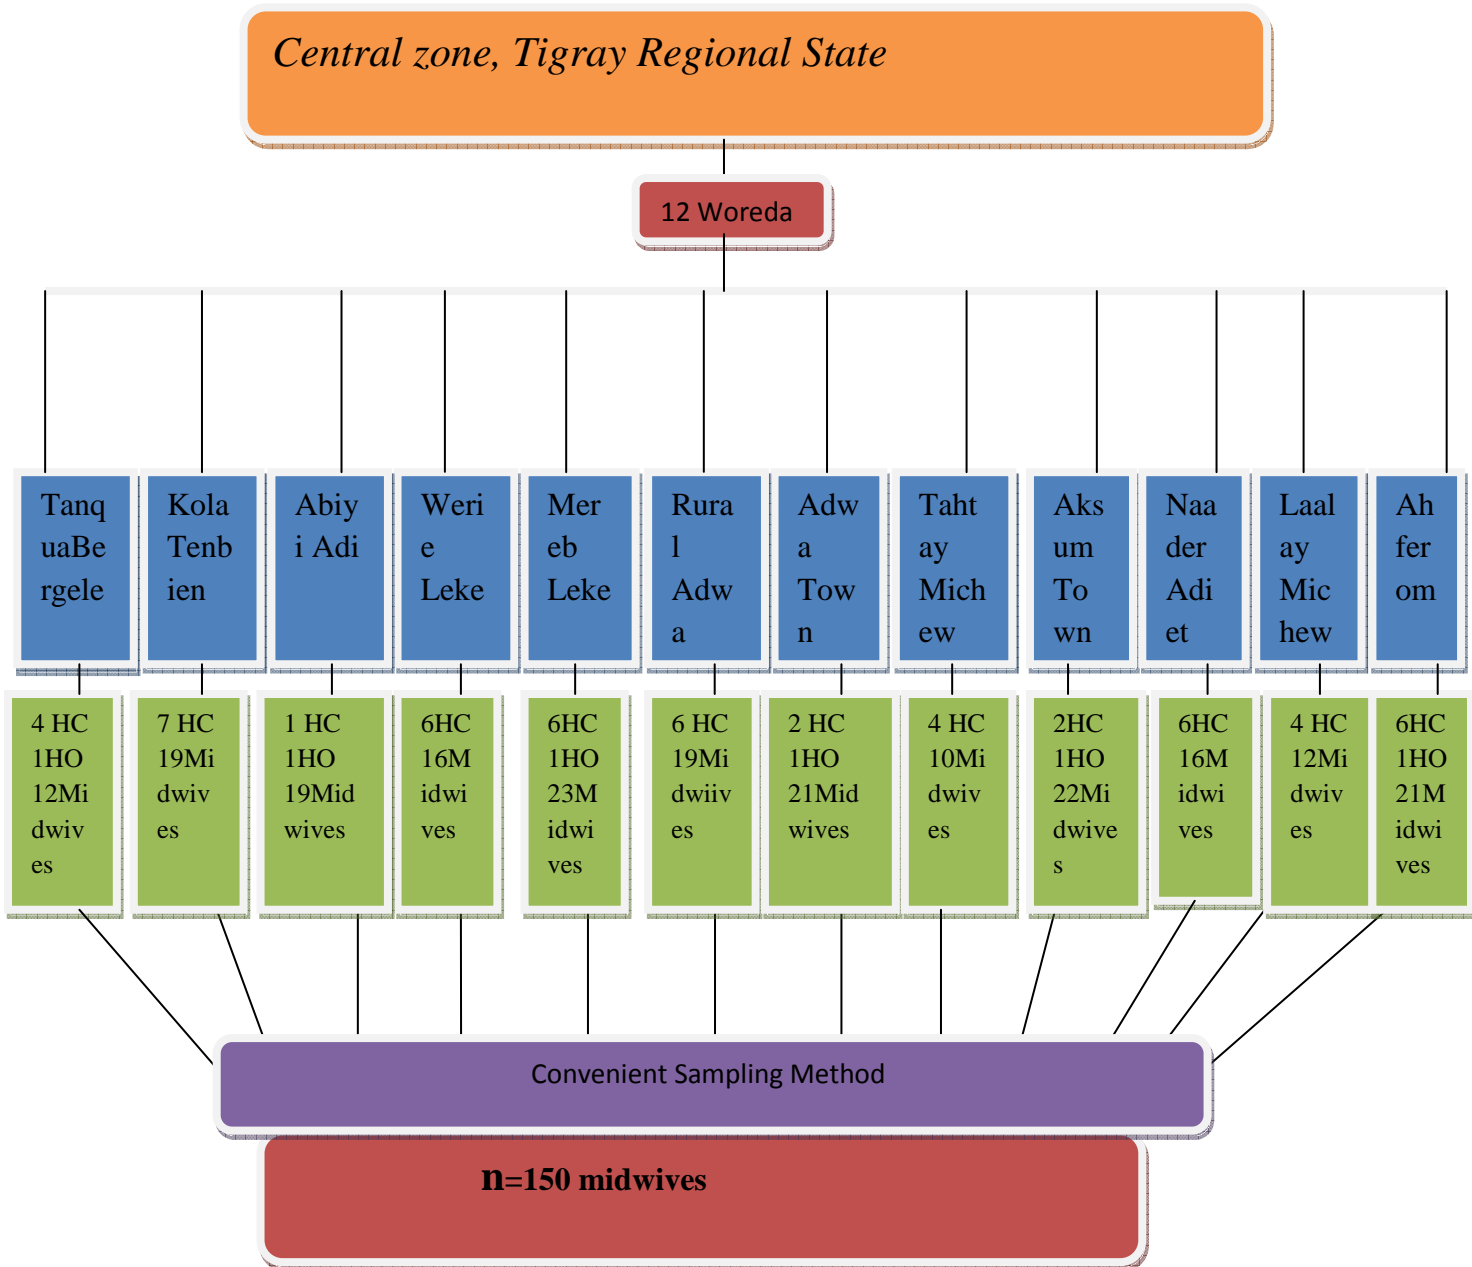 Central zone, Tigray Regional State
12 Woreda
Tanq
uaBe
rgele
Kola
Tenb
ien
Abiy
i Adi
Weri
e
Leke
Mer
eb
Leke
Rura
l
Adw
a
Adw
a
Tow
n
Taht
ay
Mich
ew
Aks
um
To
wn
Naa
der
Adi
et
Laal
ay
Mic
hew
Ah
fer
om
4 HC
1HO
12Mi
dwiv
es
7 HC
19Mi
dwiv
es
1 HC
1HO
19Mid
wives
6HC
16M
idwi
ves
6HC
1HO
23M
idwi
ves
6 HC
19Mi
dwiiv
es
2 HC
1HO
21Mid
wives
4 HC
10Mi
dwiv
es
2HC
1HO
22Mi
dwive
s
6HC
16M
idwi
ves
4 HC
12Mi
dwiv
es
6HC
1HO
21M
idwi
ves
Convenient Sampling Method
n=150 midwives